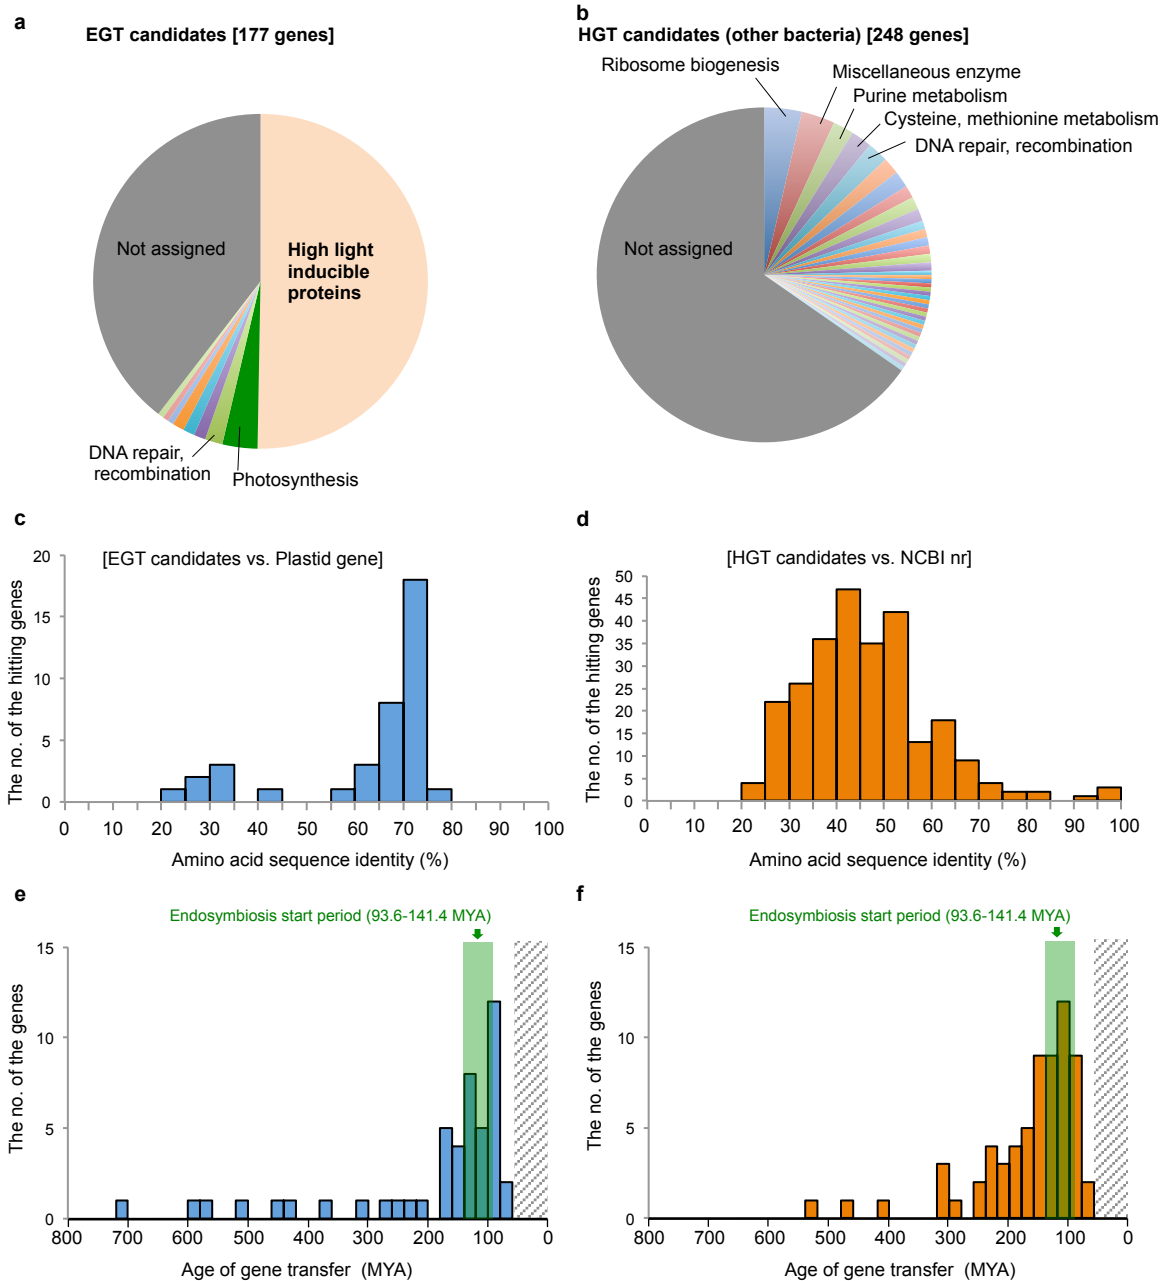 a
EGT candidates [177 genes]
Not assigned
High light
inducible
proteins
DNA repair,
recombination
Photosynthesis
b
HGT candidates (other bacteria) [248 genes]
Ribosome biogenesis
Miscellaneous enzyme
Purine metabolism
Cysteine, methionine metabolism
DNA repair, recombination
Not assigned
c
[EGT candidates vs. Plastid gene]
The no. of the hitting genes
20
15
10
5
0
0 10 20 30 40 50 60 70 80 90 100
Amino acid sequence identity (%)
d
[HGT candidates vs. NCBI nr]
The no. of the hitting genes
50
45
40
35
30
25
20
15
10
5
0
0 10 20 30 40 50 60 70 80 90 100
Amino acid sequence identity (%)
e
Endosymbiosis start period (93.6-141.4 MYA)
The no. of the genes
15
10
5
0
800 700 600 500 400 300 200 100 0
Age of gene transfer (MYA)
f
Endosymbiosis start period (93.6-141.4 MYA)
The no. of the genes
15
10
5
0
800 700 600 500 400 300 200 100 0
Age of gene transfer (MYA)